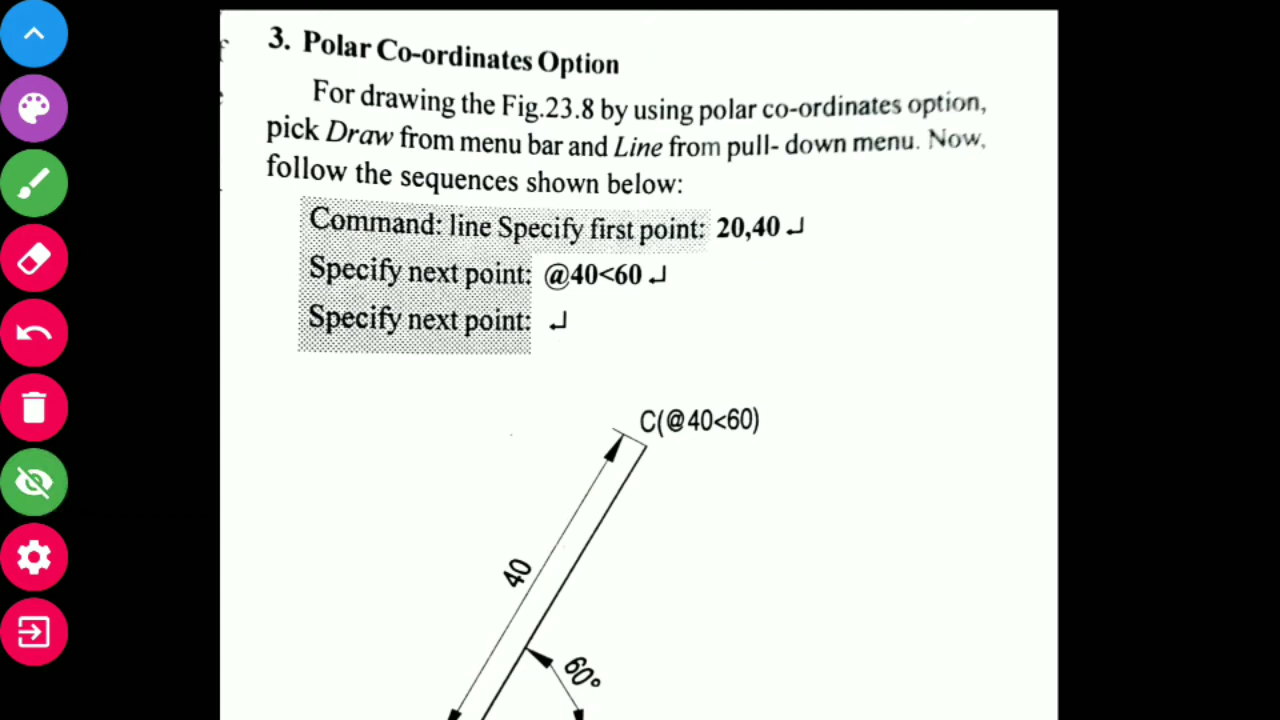 3. Polar Co-ordinates Option
For drawing the Fig.23.8 by using polar co-ordinates option,
pick Draw from menu bar and Line from pull- down menu. Now,
follow the sequences shown below:
Command: line Specify first point: 20,40 ↵
Specify next point: @40<60 ↵
Specify next point: ↵
C(@40<60)
40
60°